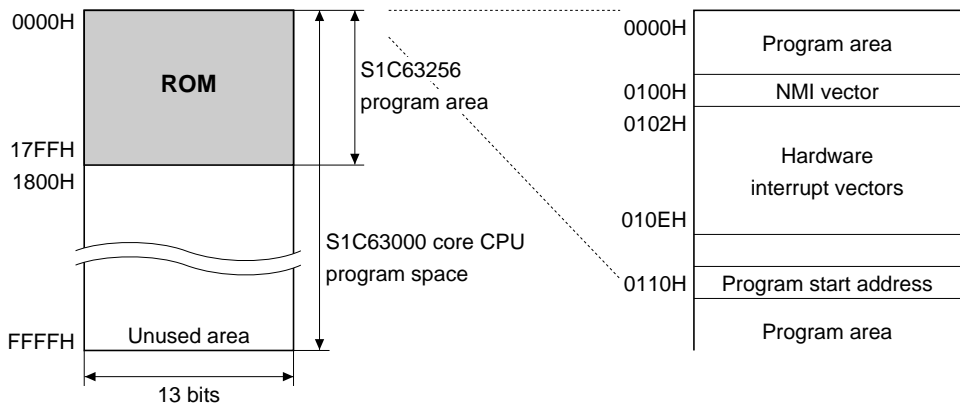 0000H
ROM
17FFH
1800H
FFFFH
Unused area
13 bits
S1C63256
program area
S1C63000 core CPU
program space
0000H
Program area
0100H
NMI vector
0102H
Hardware
interrupt vectors
010EH
0110H
Program start address
Program area